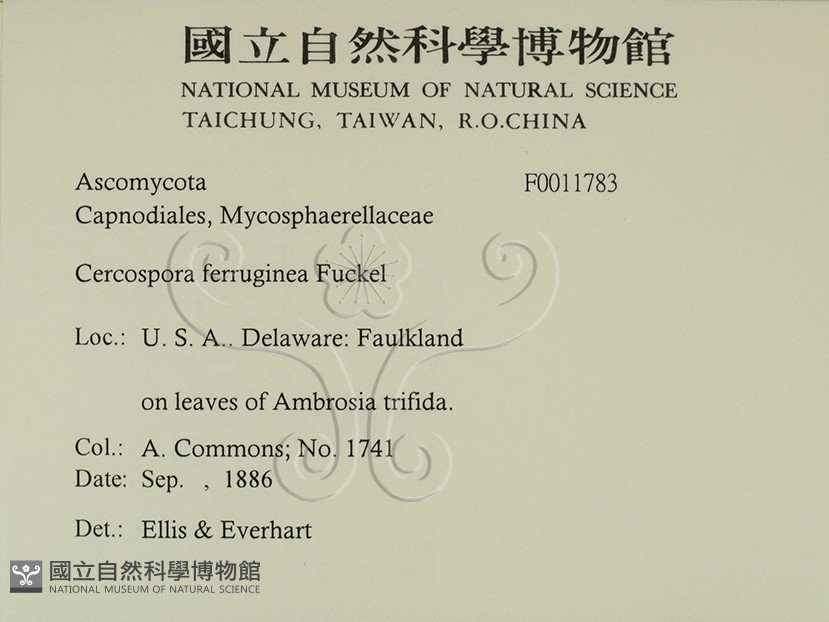 國立自然科學博物館
NATIONAL MUSEUM OF NATURAL SCIENCE
TAICHUNG, TAIWAN, R.O.CHINA
Ascomycota F0011783
Capnodiales, Mycosphaerellaceae
Cercospora ferruginea Fuckel
Loc.: U. S. A.. Delaware: Faulkland
on leaves of Ambrosia trifida.
Col.: A. Commons; No. 1741
Date: Sep. , 1886
Det.: Ellis & Everhart
國立自然科學博物館
NATIONAL MUSEUM OF NATURAL SCIENCE